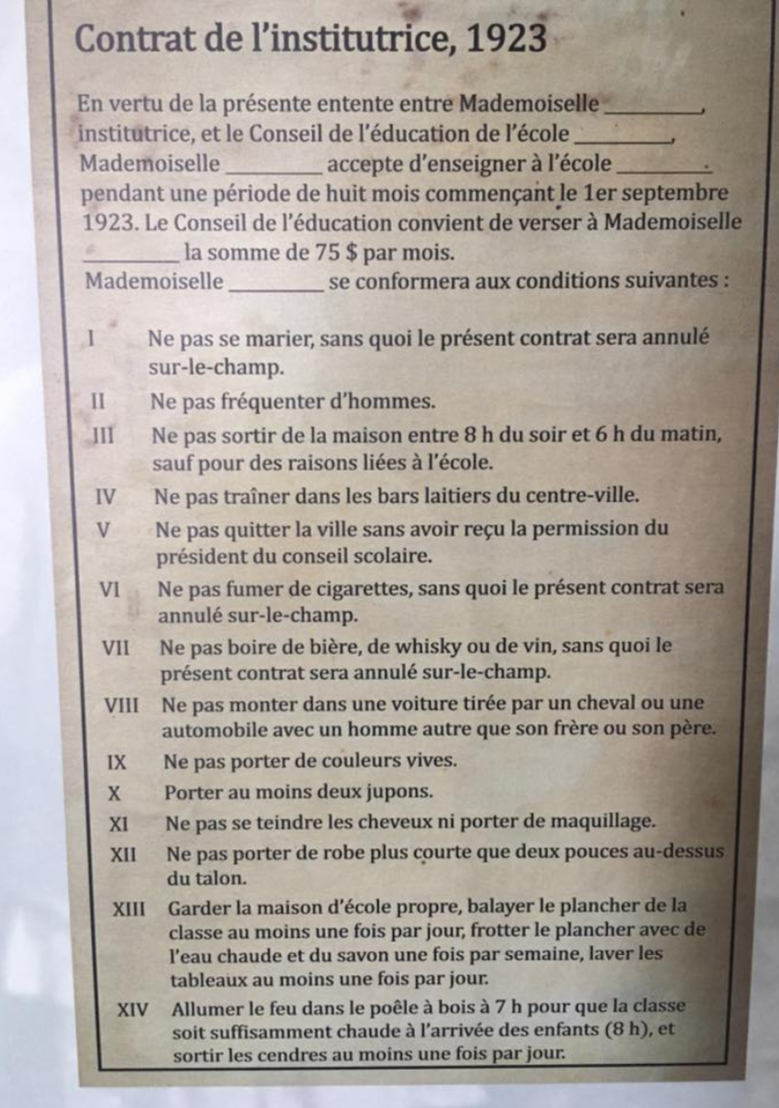 Contrat de l'institutrice, 1923
En vertu de la présente entente entre Mademoiselle_________,
institutrice, et le Conseil de l'éducation de l'école _________,
Mademoiselle _________ accepte d'enseigner à l'école _________.
pendant une période de huit mois commençant le 1er septembre
1923. Le Conseil de l'éducation convient de verser à Mademoiselle
_________ la somme de 75 $ par mois.
Mademoiselle _________ se conformera aux conditions suivantes :
I Ne pas se marier, sans quoi le présent contrat sera annulé
sur-le-champ.
II Ne pas fréquenter d'hommes.
III Ne pas sortir de la maison entre 8 h du soir et 6 h du matin,
sauf pour des raisons liées à l'école.
IV Ne pas traîner dans les bars laitiers du centre-ville.
V Ne pas quitter la ville sans avoir reçu la permission du
président du conseil scolaire.
VI Ne pas fumer de cigarettes, sans quoi le présent contrat sera
annulé sur-le-champ.
VII Ne pas boire de bière, de whisky ou de vin, sans quoi le
présent contrat sera annulé sur-le-champ.
VIII Ne pas monter dans une voiture tirée par un cheval ou une
automobile avec un homme autre que son frère ou son père.
IX Ne pas porter de couleurs vives.
X Porter au moins deux jupons.
XI Ne pas se teindre les cheveux ni porter de maquillage.
XII Ne pas porter de robe plus courte que deux pouces au-dessus
du talon.
XIII Garder la maison d'école propre, balayer le plancher de la
classe au moins une fois par jour, frotter le plancher avec de
l'eau chaude et du savon une fois par semaine, laver les
tableaux au moins une fois par jour.
XIV Allumer le feu dans le poêle à bois à 7 h pour que la classe
soit suffisamment chaude à l'arrivée des enfants (8 h), et
sortir les cendres au moins une fois par jour.